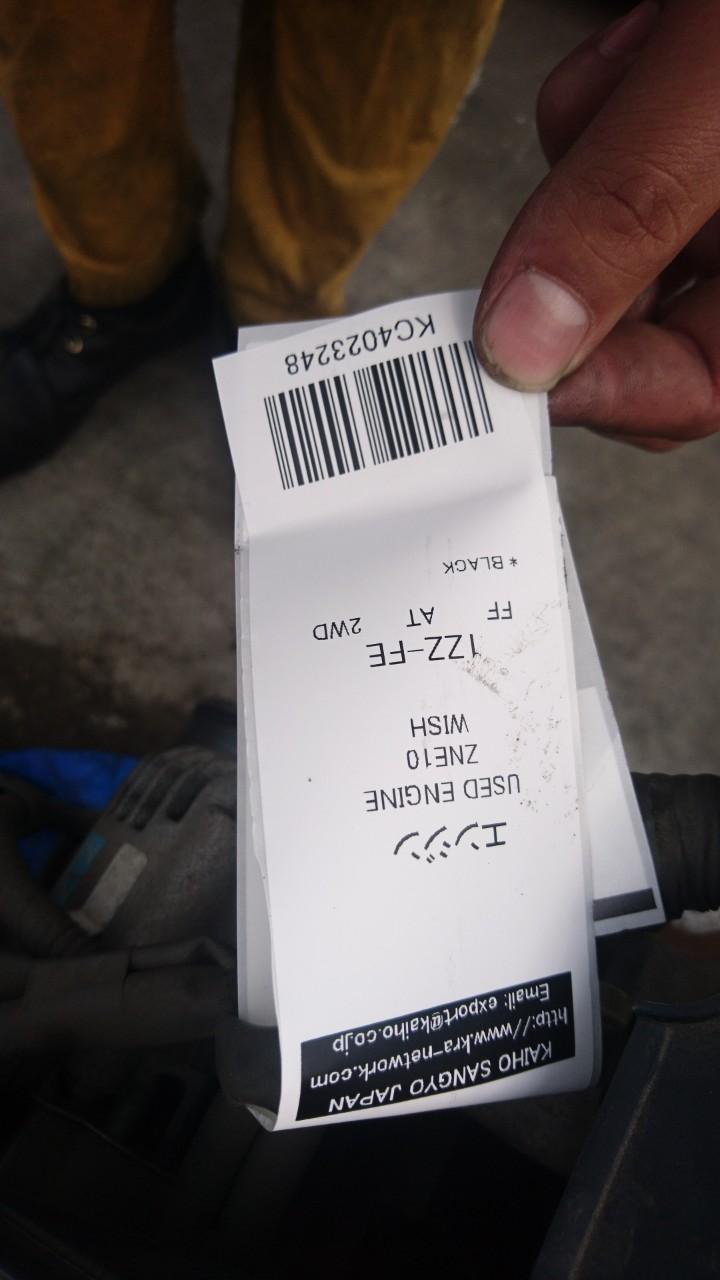 KAIHO SANGYO JAPAN
http://www.kra-network.com
Email: export@kaiho.co.jp
エンジン
USED ENGINE
ZNE10
WISH
1ZZ-FE
FF AT 2WD
* BLACK
KC4023248